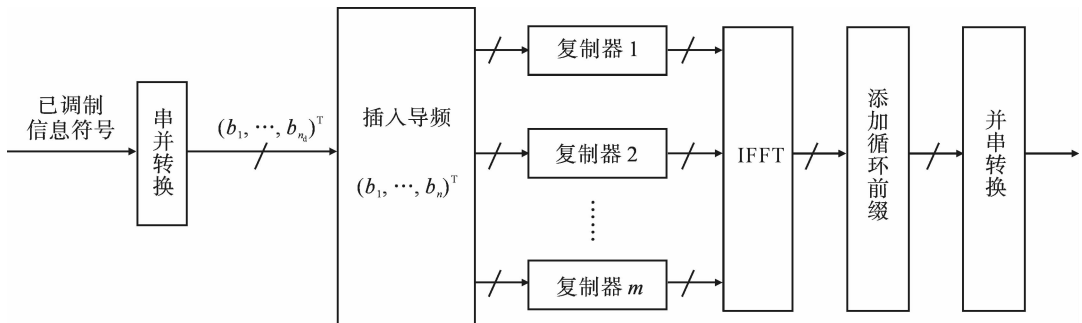 已调制
信息符号
串并转换
(b₁, ⋯, b_{n_d})ᵀ
插入导频
(b₁, ⋯, bₙ)ᵀ
复制器 1
复制器 2
⋯⋯
复制器 m
IFFT
添加循环前缀
并串转换